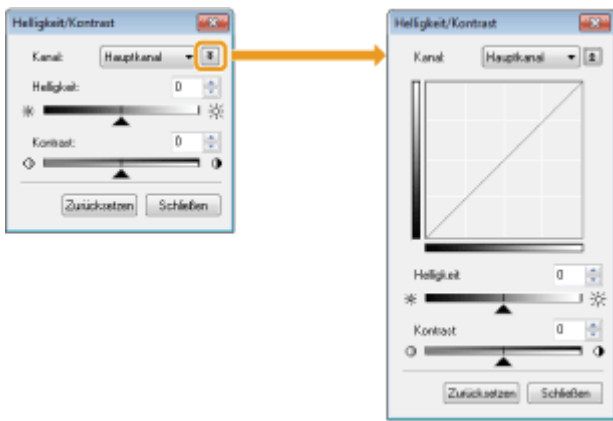 Helligkeit/Kontrast
Kanal: Hauptkanal
Helligkeit: 0
Kontrast: 0
Zurücksetzen Schließen
Helligkeit/Kontrast
Kanal: Hauptkanal
Helligkeit 0
Kontrast 0
Zurücksetzen Schließen